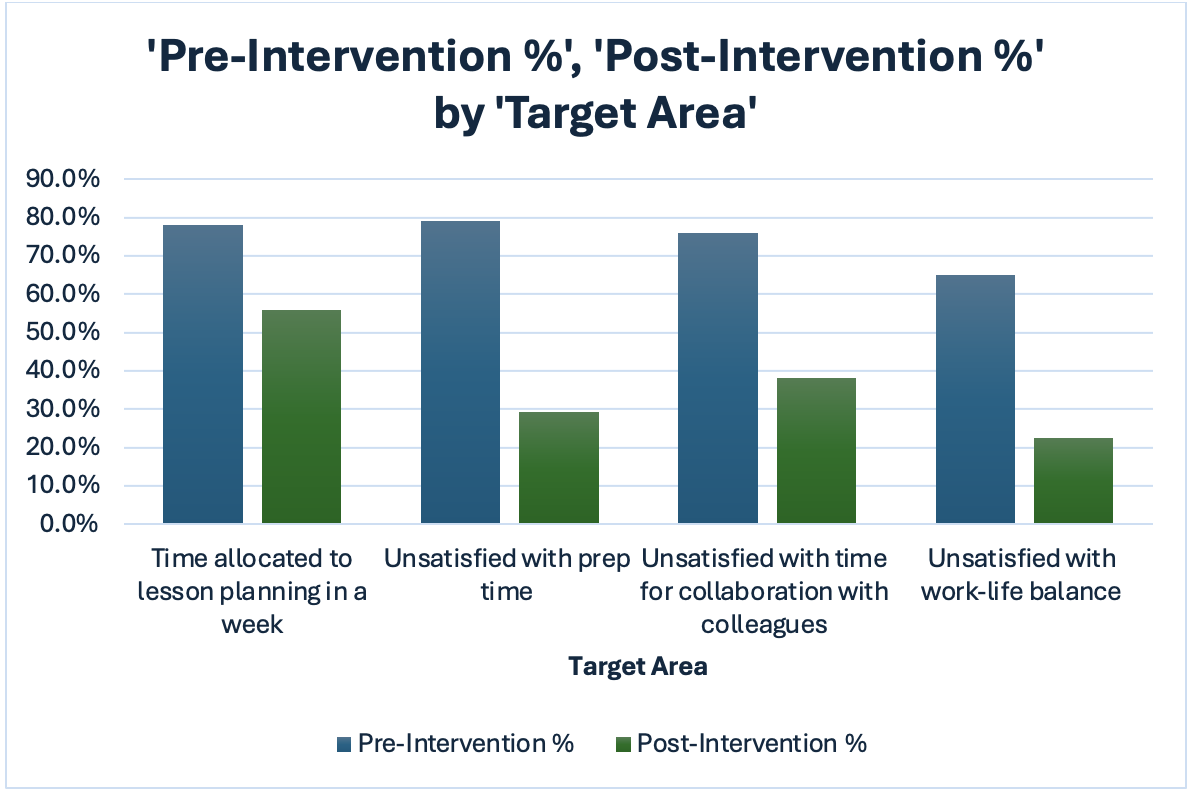 'Pre-Intervention %', 'Post-Intervention %'
by 'Target Area'
90.0%
80.0%
70.0%
60.0%
50.0%
40.0%
30.0%
20.0%
10.0%
0.0%
Time allocated to
lesson planning in a
week
Unsatisfied with prep
time
Unsatisfied with time
for collaboration with
colleagues
Unsatisfied with
work-life balance
Target Area
Pre-Intervention %
Post-Intervention %